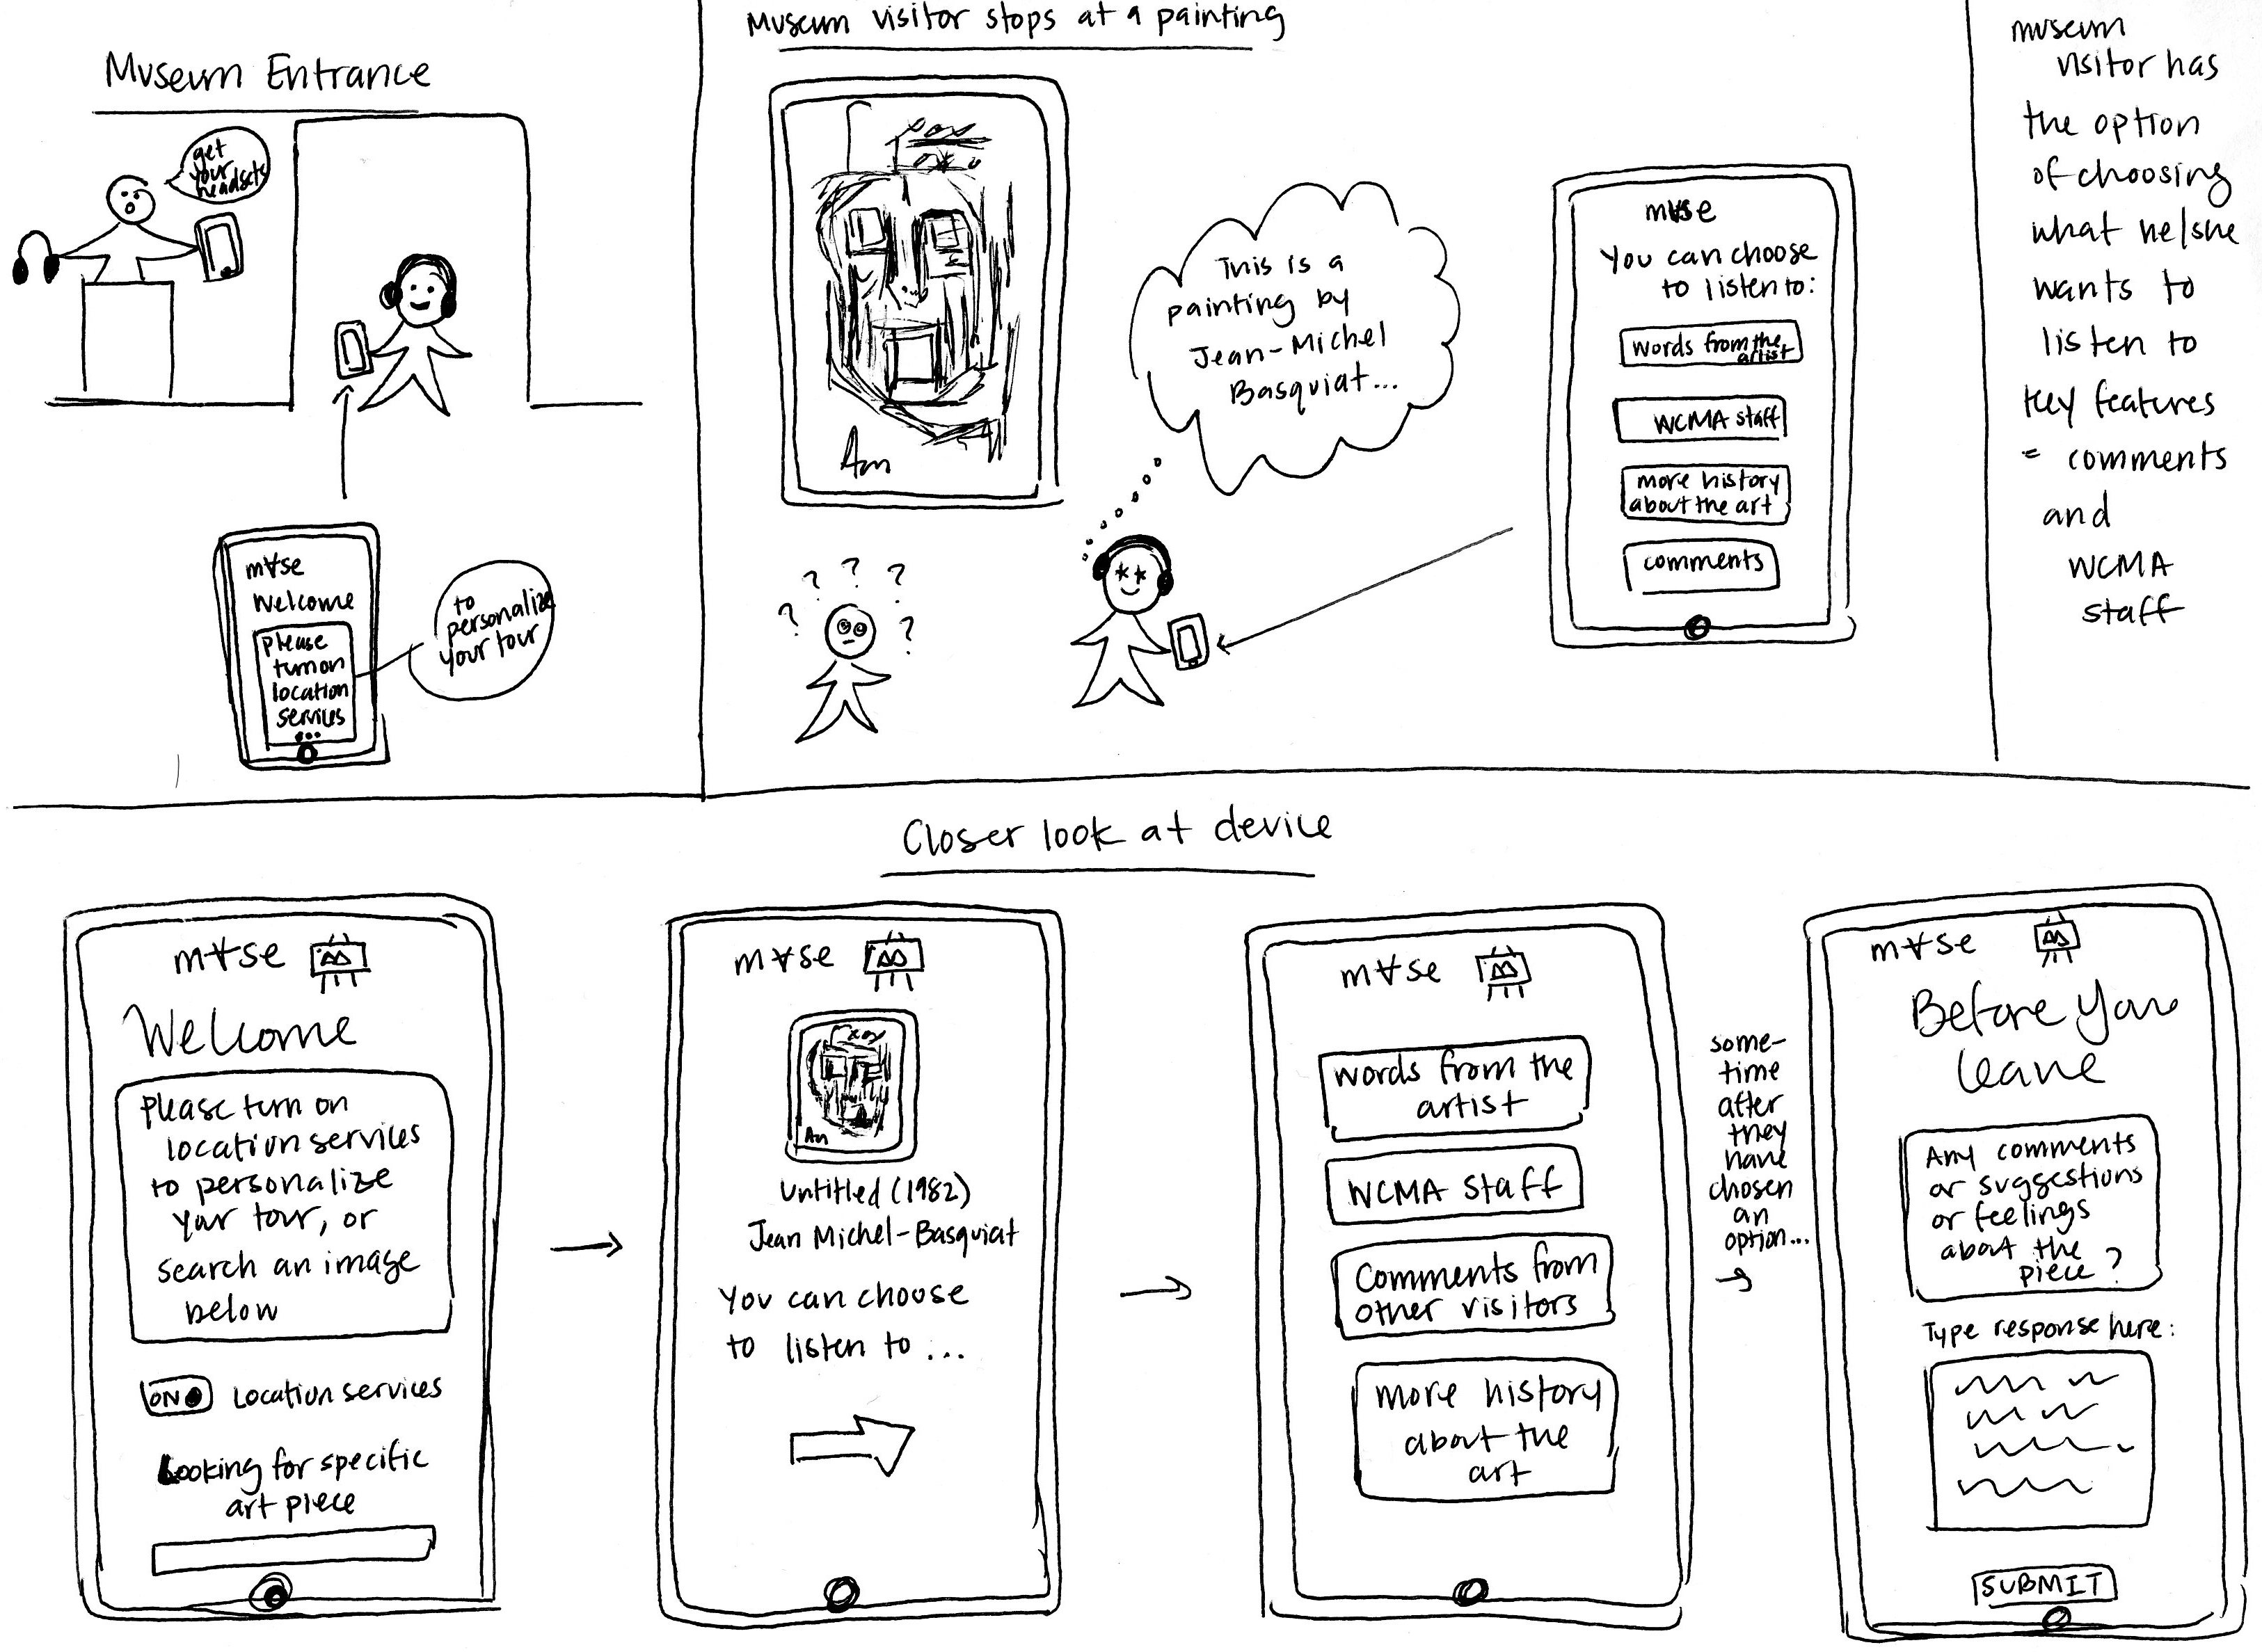 Museum Entrance
get
your
headsets
m∀se
Welcome
please
turn on
location
services
...
to
personalize
your tour
Museum visitor stops at a painting
This is a
painting by
Jean-Michel
Basquiat...
? ? ? ? ?
m∀se
You can choose
to listen to:
words from the
artist
WCMA staff
more history
about the art
comments
museum
visitor has
the option
of choosing
what he/she
wants to
listen to
key features
= comments
and
WCMA
staff
Closer look at device
m∀se
Welcome
Please turn on
location services
to personalize
your tour, or
search an image
below
ON
Location services
Looking for specific
art piece
m∀se
Untitled (1982)
Jean Michel-Basquiat
You can choose
to listen to ...
m∀se
words from the
artist
WCMA staff
Comments from
other visitors
more history
about the
art
some-
time
after
they
have
chosen
an
option...
m∀se
Before you
leave
Any comments
or suggestions
or feelings
about the
piece?
Type response here:
SUBMIT